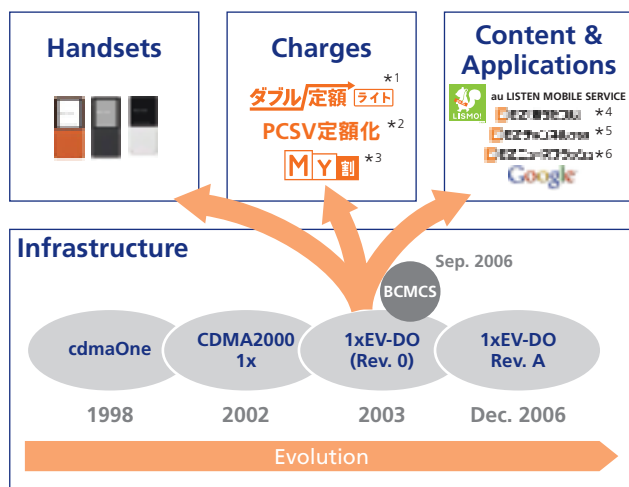 Handsets
Charges
*1
ダブル定額 ライト
PCSV定額化 *2
MY割 *3
Content &
Applications
LISMO!
au LISTEN MOBILE SERVICE
*4
*5
*6
Google
Infrastructure
Sep. 2006
BCMCS
cdmaOne
CDMA2000
1x
1xEV-DO
(Rev. 0)
1xEV-DO
Rev. A
1998
2002
2003
Dec. 2006
Evolution